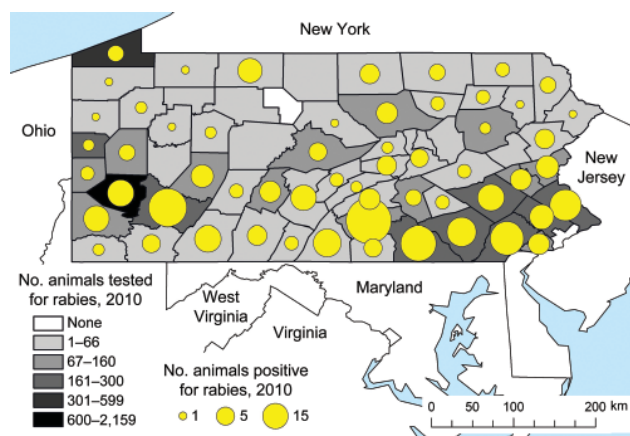 New York
Ohio
New
Jersey
No. animals tested
for rabies, 2010
None
1–66
67–160
161–300
301–599
600–2,159
West
Virginia
Virginia
Maryland
No. animals positive
for rabies, 2010
1 5 15
0 50 100 200 km